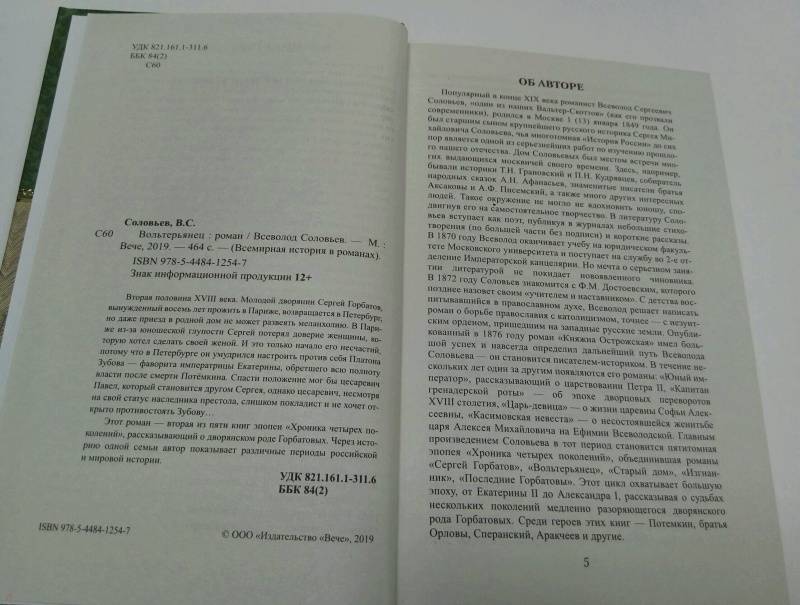 УДК 821.161.1-311.6
ББК 84(2)
С60
Соловьев, В.С.
С60 Вольтерьянец : роман / Всеволод Соловьев. — М. :
Вече, 2019. — 464 с. — (Всемирная история в романах).
ISBN 978-5-4484-1254-7
Знак информационной продукции 12+
Вторая половина XVIII века. Молодой дворянин Сергей Горбатов,
вынужденный восемь лет прожить в Париже, возвращается в Петербург,
но даже приезд в родной дом не может развеять меланхолию. В Пари-
же из-за юношеской глупости Сергей потерял доверие женщины, ко-
торую хотел сделать своей женой. И это только начало его несчастий,
потому что в Петербурге он умудрился настроить против себя Платона
Зубова — фаворита императрицы Екатерины, обретшего всю полноту
власти после смерти Потёмкина. Спасти положение мог бы цесаревич
Павел, который становится другом Сергея, однако цесаревич, несмотря
на свой статус наследника престола, слишком покладист и не хочет от-
крыто противостоять Зубову...
Этот роман — вторая из пяти книг эпопеи «Хроника четырех по-
колений», рассказывающий о дворянском роде Горбатовых. Через исто-
рию одной семьи автор показывает различные периоды российской
и мировой истории.
УДК 821.161.1-311.6
ББК 84(2)
ISBN 978-5-4484-1254-7
© ООО «Издательство «Вече», 2019
ОБ АВТОРЕ
Популярный в конце XIX века романист Всеволод Сергеевич
Соловьев, «один из наших Вальтер-Скоттов» (как его прозвали
современники), родился в Москве 1 (13) января 1849 года. Он
был старшим сыном крупнейшего русского историка Сергея Ми-
хайловича Соловьева, чья многотомная «История России» до сих
пор является одной из серьезнейших работ по изучению прошло-
го нашего отечества. Дом Соловьевых был местом встречи мно-
гих выдающихся москвичей своего времени. Здесь, например,
бывали историки Т.Н. Грановский и П.Н. Кудрявцев, собиратель
народных сказок А.Н. Афанасьев, знаменитые писатели братья
Аксаковы и А.Ф. Писемский, а также много других интересных
людей. Такое окружение не могло не вдохновить юношу, спо-
двигнув его на самостоятельное творчество. В литературу Соло-
вьев вступает как поэт, публикуя в журналах небольшие стихо-
творения (по большей части без подписи) и короткие рассказы.
В 1870 году Всеволод оканчивает учебу на юридическом факуль-
тете Московского университета и поступает на службу во 2-е от-
деление Императорской канцелярии. Но мечта о серьезном заня-
тии литературой не покидает новоявленного чиновника.
В 1872 году Соловьев знакомится с Ф.М. Достоевским, которого
позднее назовет своим «учителем и наставником». С детства вос-
питывавшийся в православном духе, Всеволод решает написать
роман о борьбе православия с католицизмом, точнее — с иезуит-
ским орденом, пришедшим на западные русские земли. Опубли-
кованный в 1876 году роман «Княжна Острожская» имел боль-
шой успех и навсегда определил дальнейший путь Всеволода
Соловьева — он становится писателем-историком. В течение не-
скольких лет один за другим появляются его романы: «Юный им-
ператор», рассказывающий о царствовании Петра II, «Капитан
гренадерской роты» — об эпохе дворцовых переворотов
XVIII столетия, «Царь-девица» — о жизни царевны Софьи Алек-
сеевны, «Касимовская невеста» — о несостоявшейся женитьбе
царя Алексея Михайловича на Ефимии Всеволодской. Главным
произведением Соловьева в тот период становится пятитомная
эпопея «Хроника четырех поколений», объединившая романы
«Сергей Горбатов», «Вольтерьянец», «Старый дом», «Изгнан-
ник», «Последние Горбатовы». Этот цикл охватывает большую
эпоху, от Екатерины II до Александра I, рассказывая о судьбах
нескольких поколений медленно разоряющегося дворянского
рода Горбатовых. Среди героев этих книг — Потемкин, братья
Орловы, Сперанский, Аракчеев и другие.
5